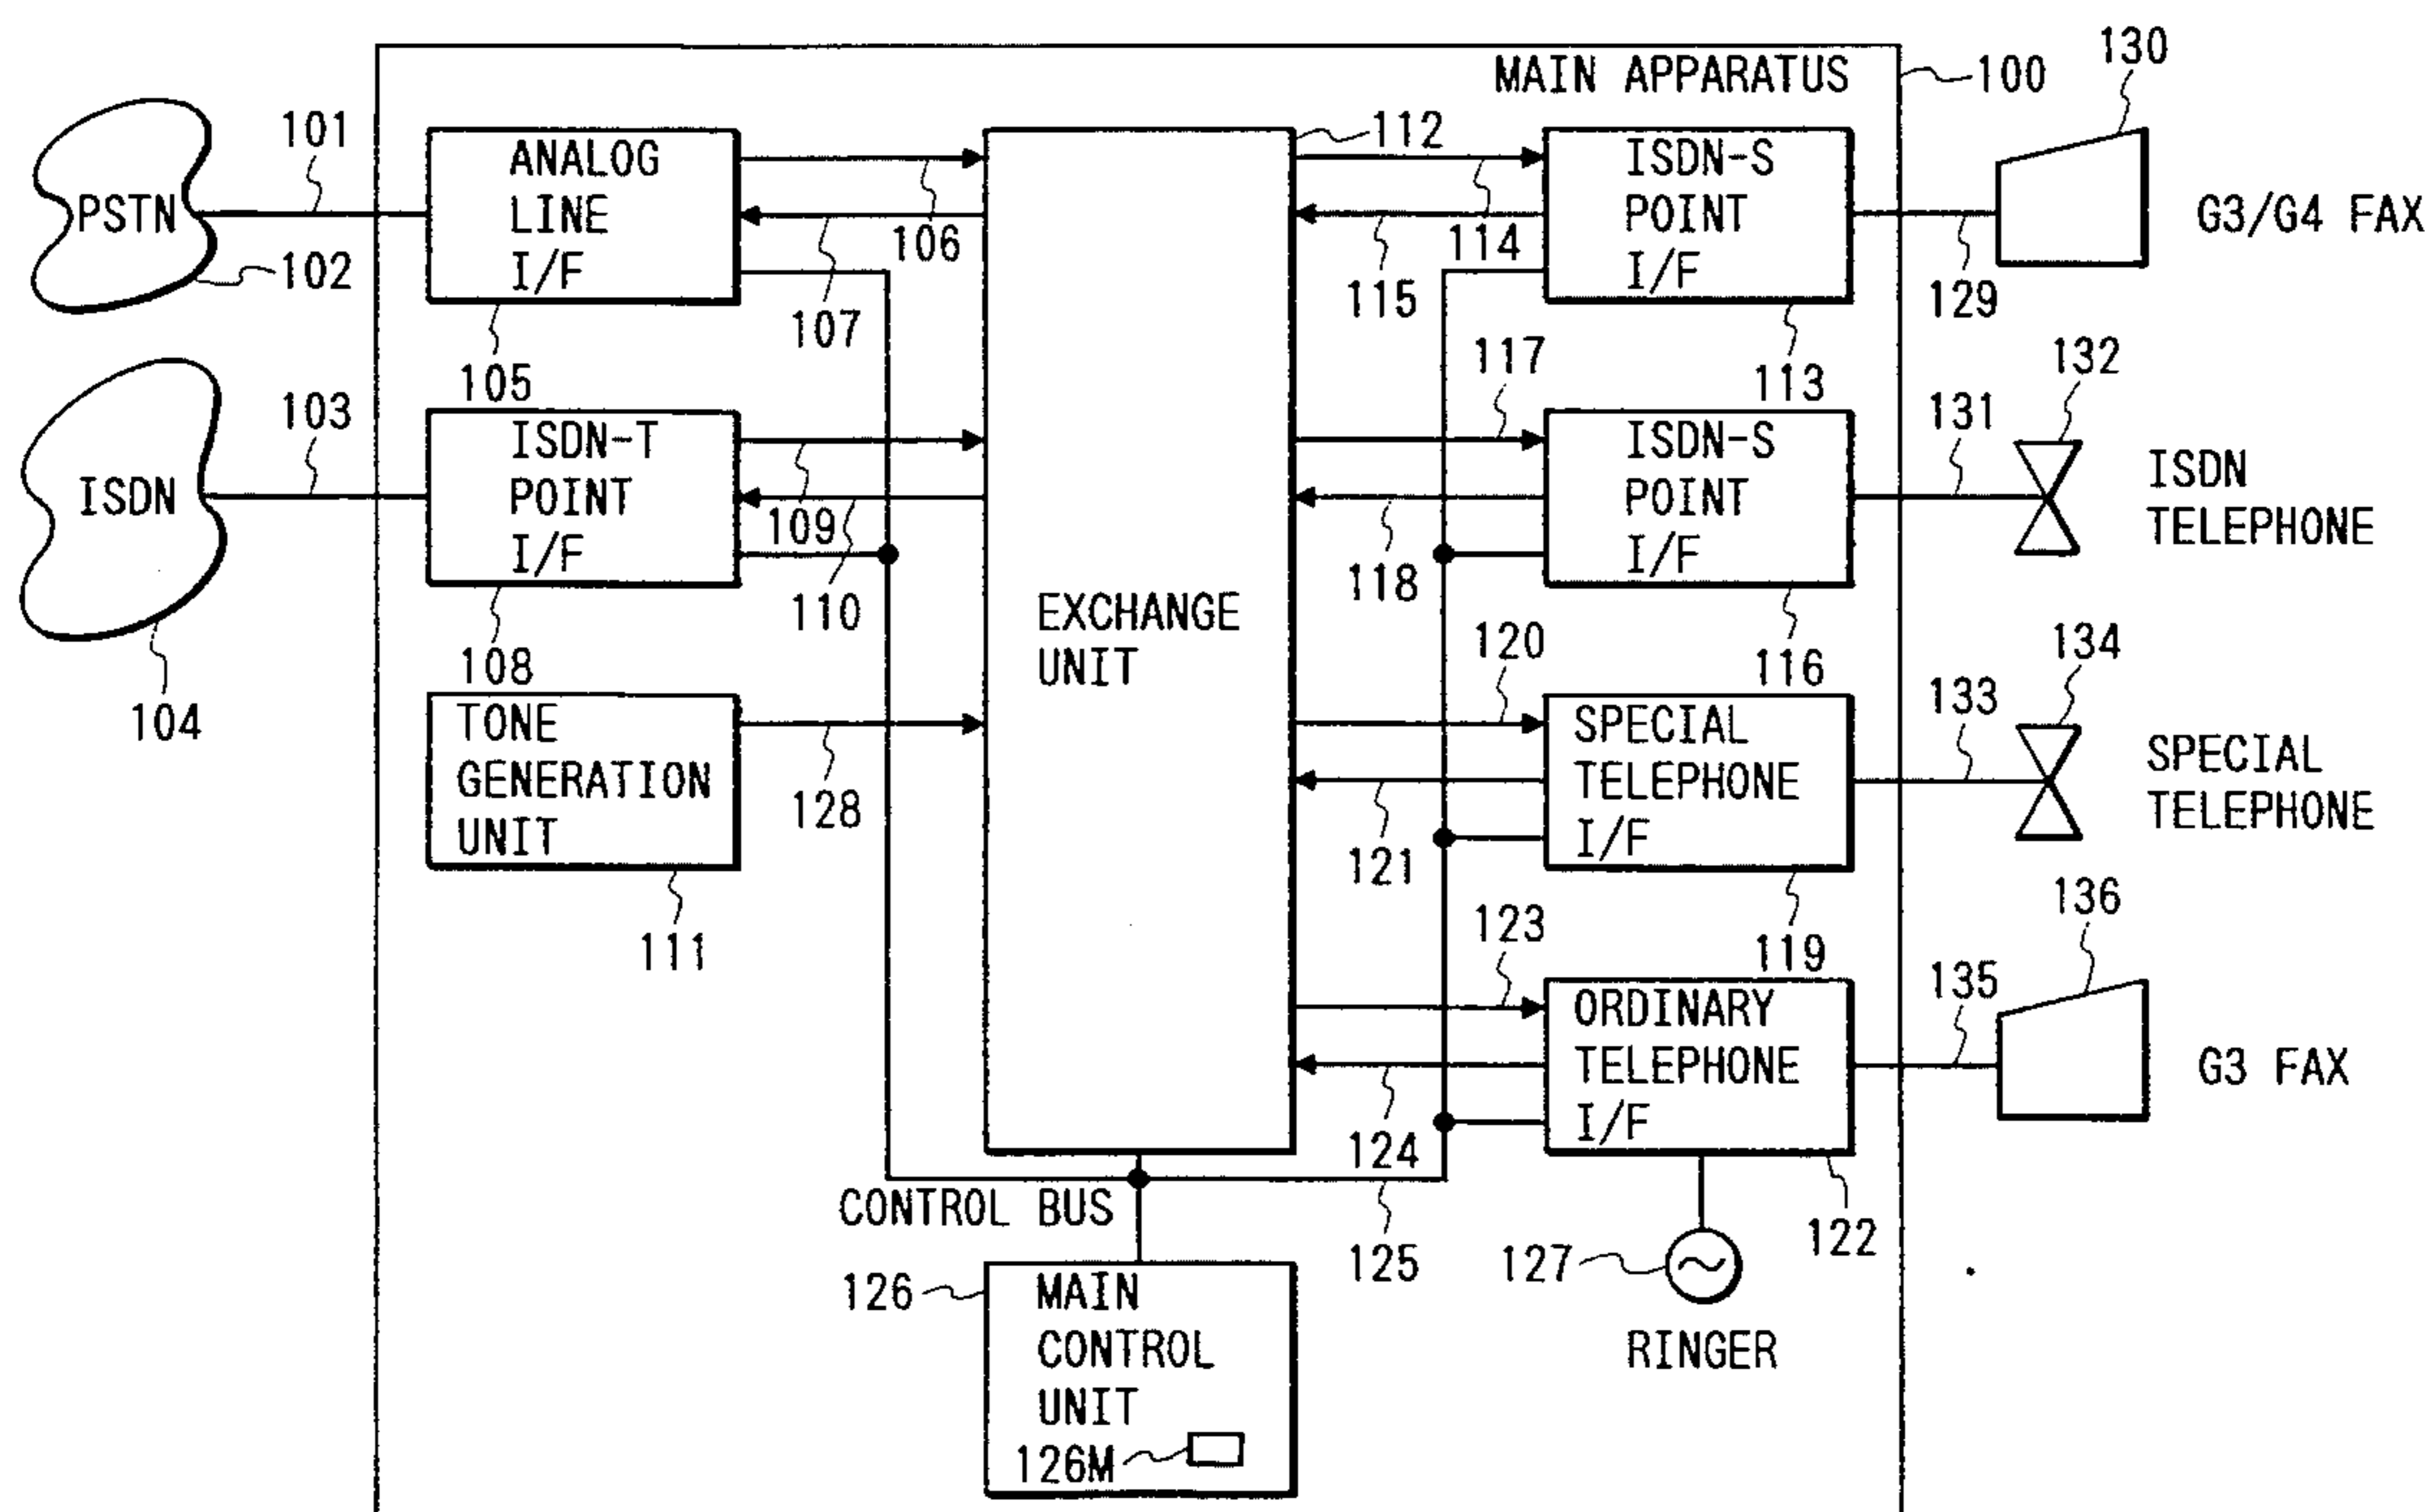 MAIN APPARATUS
100
130
PSTN
101
102
ANALOG
LINE
I/F
105
106
107
112
114
115
ISDN-S
POINT
I/F
113
129
G3/G4 FAX
ISDN
103
104
ISDN-T
POINT
I/F
108
109
110
117
118
ISDN-S
POINT
I/F
116
131
132
ISDN
TELEPHONE
EXCHANGE
UNIT
TONE
GENERATION
UNIT
111
128
120
121
SPECIAL
TELEPHONE
I/F
119
133
134
SPECIAL
TELEPHONE
123
124
ORDINARY
TELEPHONE
I/F
122
135
136
G3 FAX
CONTROL BUS
125
127
RINGER
126
MAIN
CONTROL
UNIT
126M